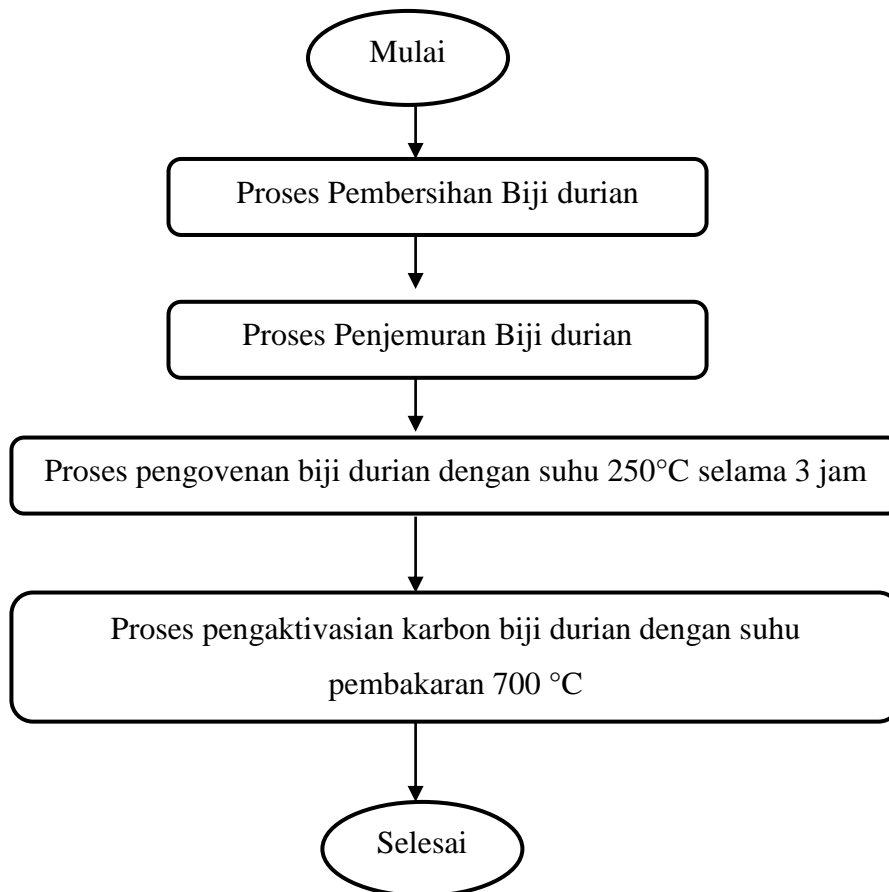 Mulai
Proses Pembersihan Biji durian
Proses Penjemuran Biji durian
Proses pengovenan biji durian dengan suhu 250°C selama 3 jam
Proses pengaktivasian karbon biji durian dengan suhu
pembakaran 700 °C
Selesai